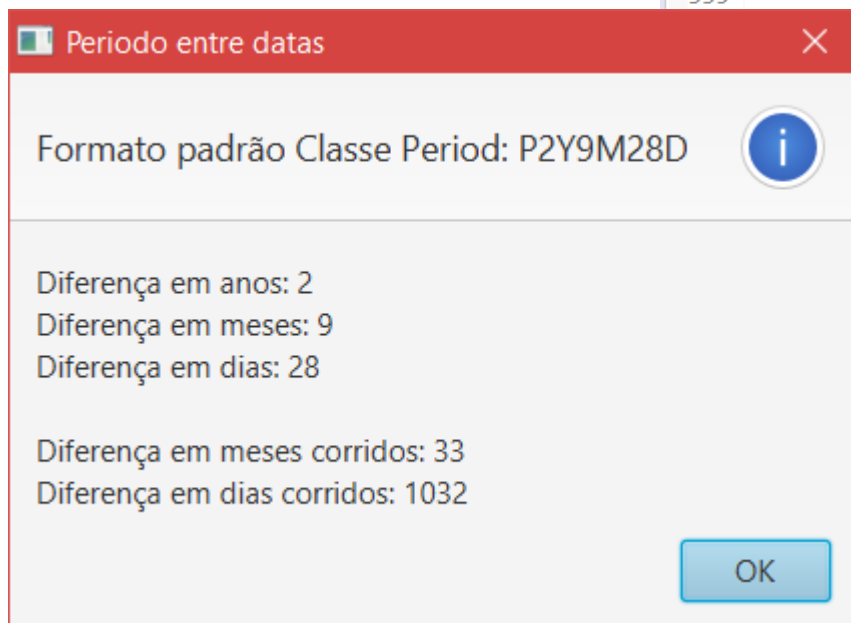 Periodo entre datas
Formato padrão Classe Period: P2Y9M28D
i
Diferença em anos: 2
Diferença em meses: 9
Diferença em dias: 28
Diferença em meses corridos: 33
Diferença em dias corridos: 1032
OK